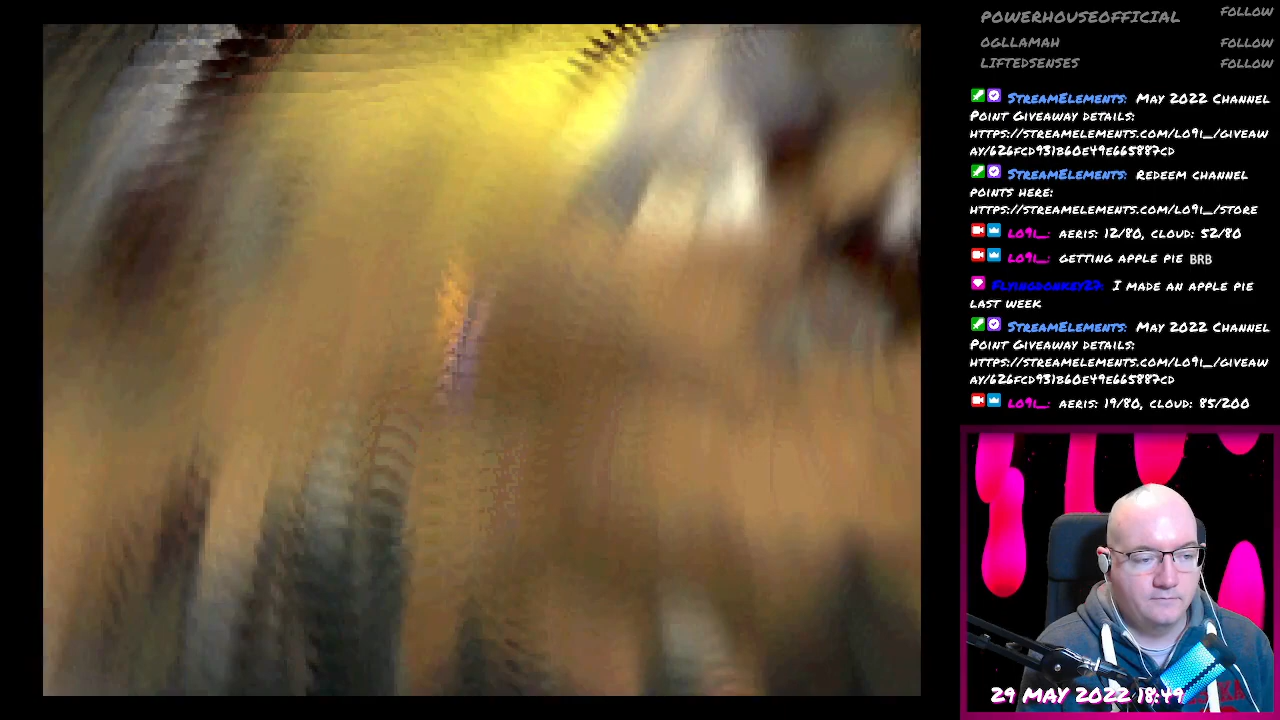 POWERHOUSEOFFICIAL FOLLOW
OGLLAMAH FOLLOW
LIFTEDSENSES FOLLOW
STREAMELEMENTS: MAY 2022 CHANNEL
POINT GIVEAWAY DETAILS:
HTTPS://STREAMELEMENTS.COM/LO9I_/GIVEAW
AY/626FCD931B60E49E665887CD
STREAMELEMENTS: REDEEM CHANNEL
POINTS HERE:
HTTPS://STREAMELEMENTS.COM/LO9I_/STORE
LO9I_: AERIS: 12/80, CLOUD: 52/80
LO9I_: GETTING APPLE PIE BRB
FLYINGDONKEY27: I MADE AN APPLE PIE
LAST WEEK
STREAMELEMENTS: MAY 2022 CHANNEL
POINT GIVEAWAY DETAILS:
HTTPS://STREAMELEMENTS.COM/LO9I_/GIVEAW
AY/626FCD931B60E49E665887CD
LO9I_: AERIS: 19/80, CLOUD: 85/200
29 MAY 2022 18:49